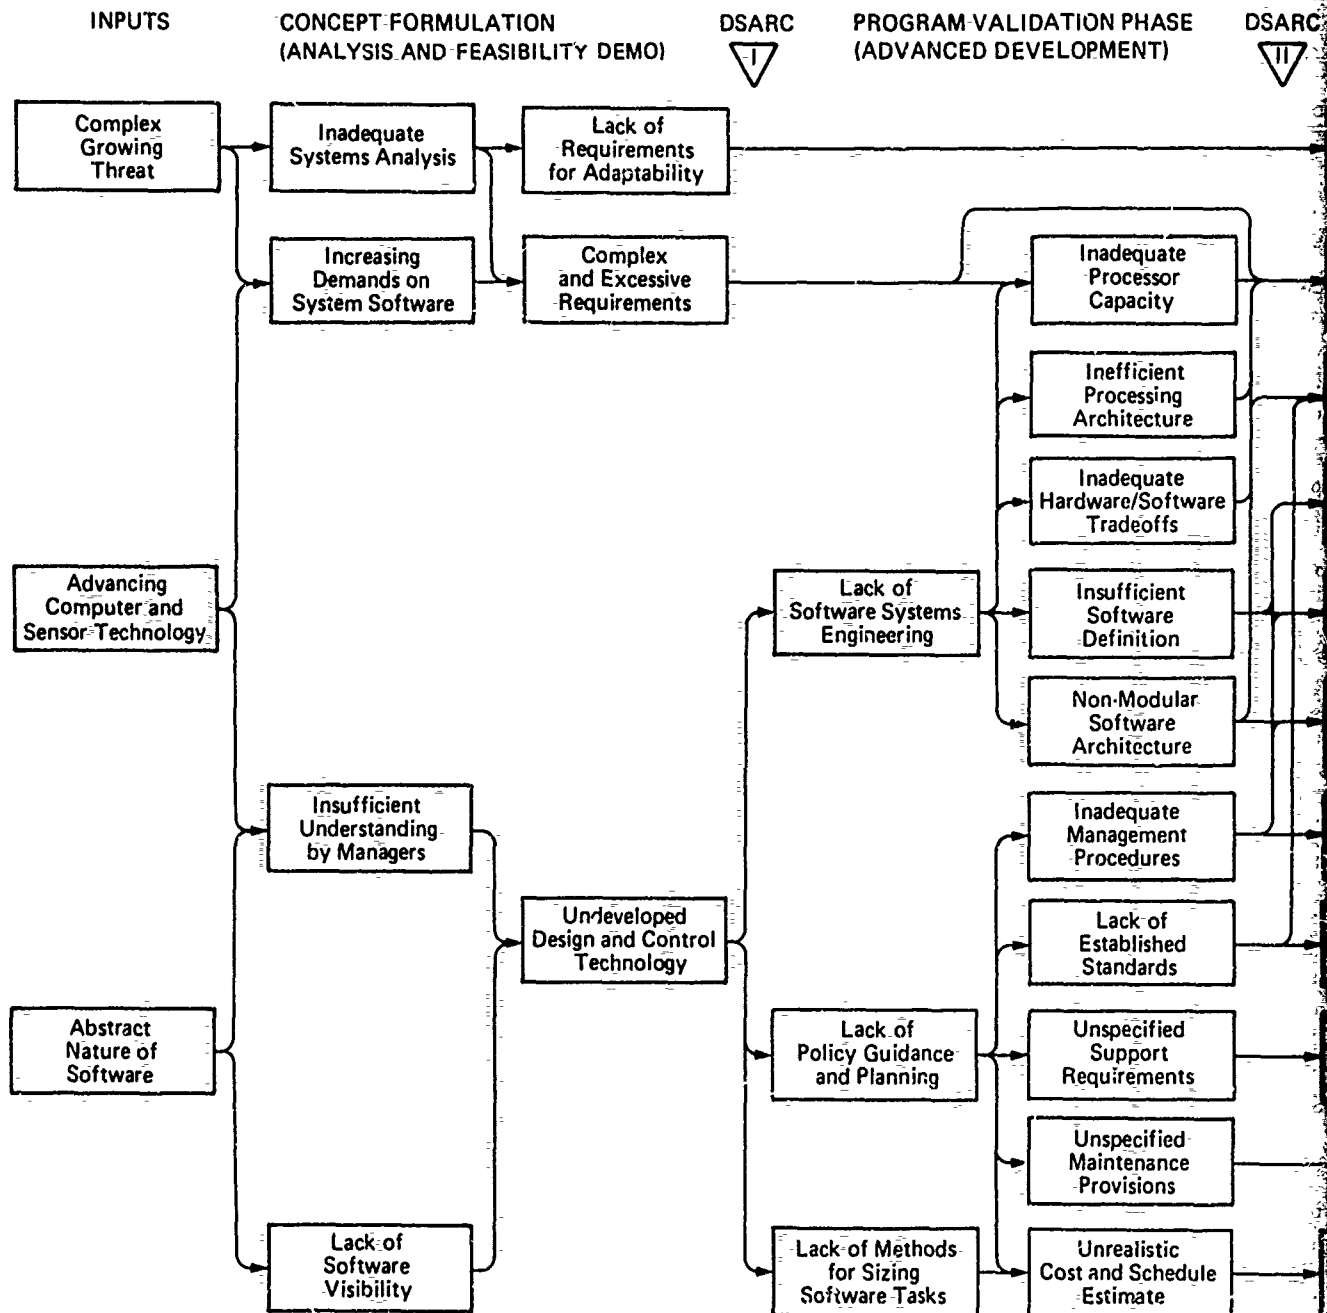 INPUTS
CONCEPT FORMULATION
(ANALYSIS AND FEASIBILITY DEMO)
DSARC
I
PROGRAM VALIDATION PHASE
(ADVANCED DEVELOPMENT)
DSARC
II
Complex
Growing
Threat
Inadequate
Systems Analysis
Lack of
Requirements
for Adaptability
Increasing
Demands on
System Software
Complex
and Excessive
Requirements
Inadequate
Processor
Capacity
Inefficient
Processing
Architecture
Inadequate
Hardware/Software
Tradeoffs
Advancing
Computer and
Sensor Technology
Lack of
Software Systems
Engineering
Insufficient
Software
Definition
Non-Modular
Software
Architecture
Insufficient
Understanding
by Managers
Inadequate
Management
Procedures
Undeveloped
Design and Control
Technology
Lack of
Established
Standards
Abstract
Nature of
Software
Lack of
Policy Guidance
and Planning
Unspecified
Support
Requirements
Unspecified
Maintenance
Provisions
Lack of
Software
Visibility
Lack of Methods
for Sizing
Software Tasks
Unrealistic
Cost and Schedule
Estimate